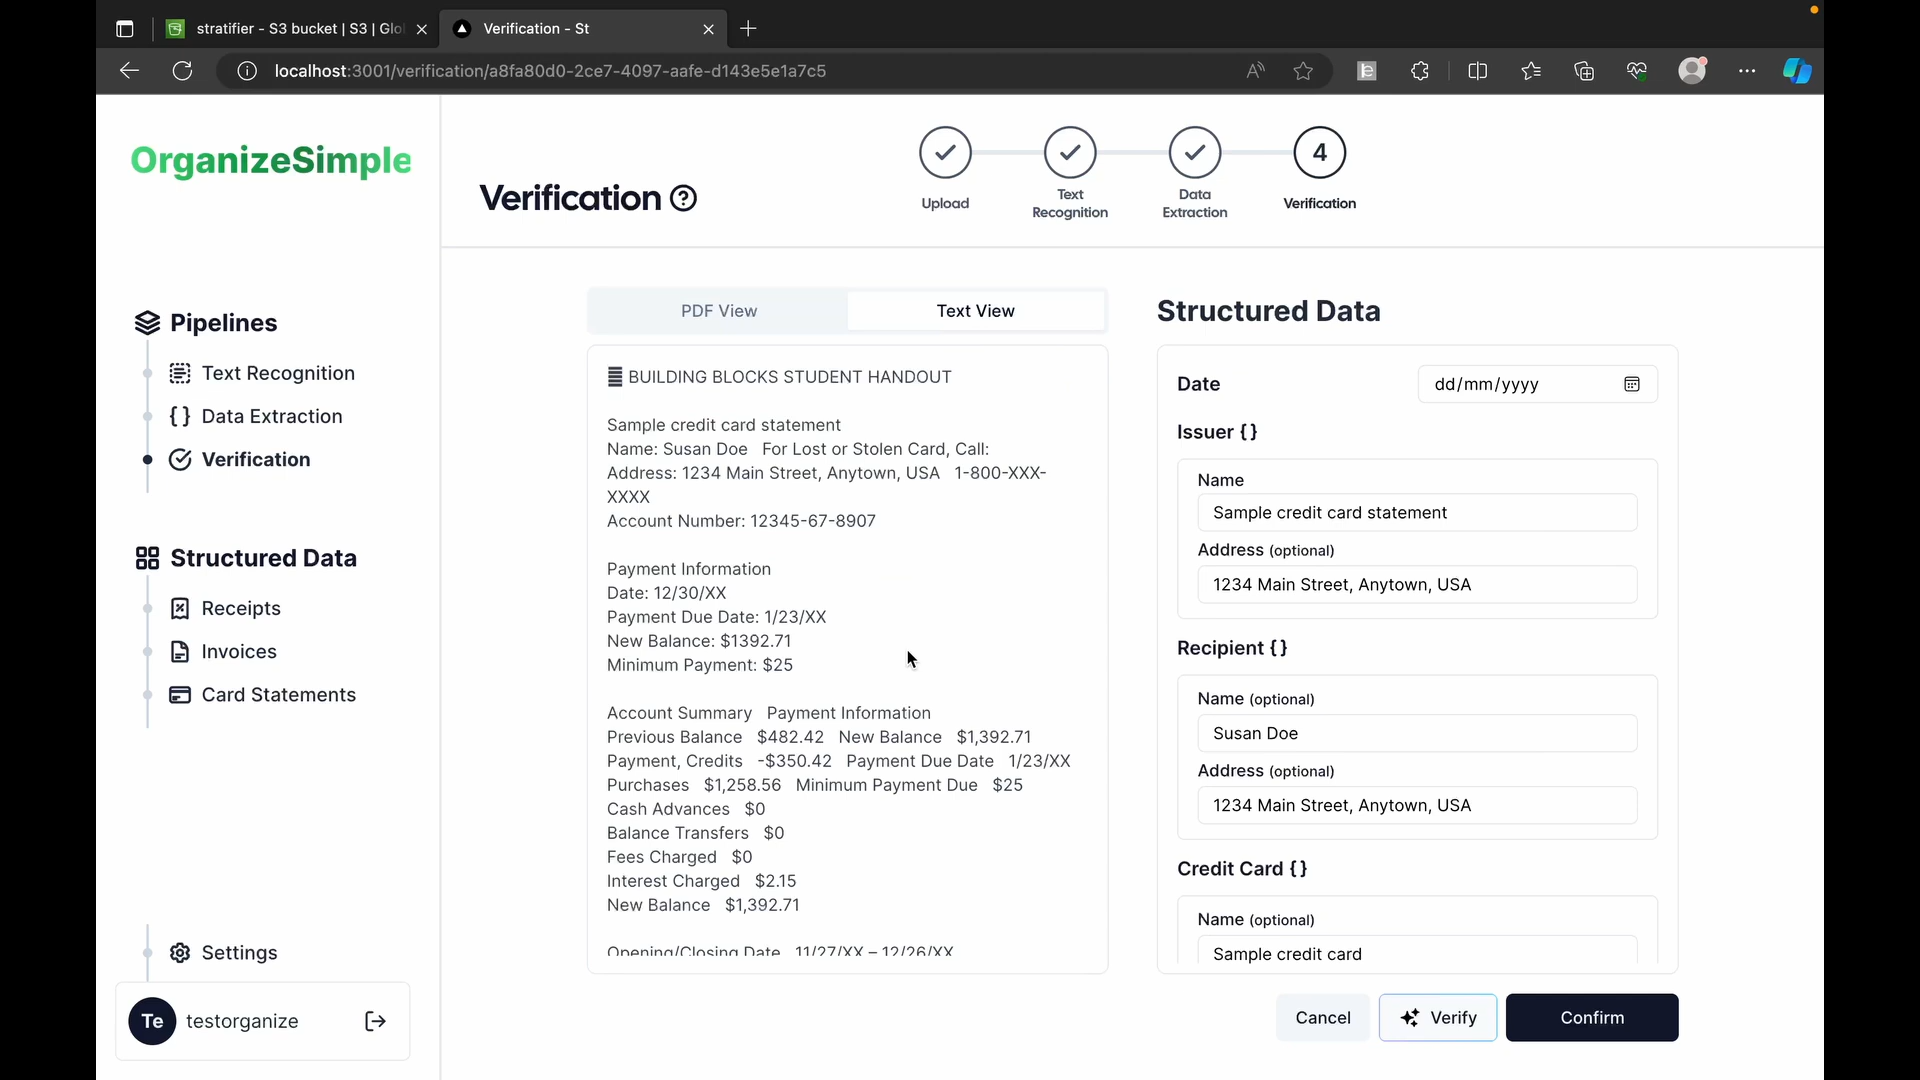 stratifier - S3 bucket | S3 | Glo
Verification - St
localhost:3001/verification/a8fa80d0-2ce7-4097-aafe-d143e5e1a7c5
OrganizeSimple
Pipelines
Text Recognition
{ } Data Extraction
Verification
Structured Data
Receipts
Invoices
Card Statements
Settings
Te testorganize
Verification
4
Upload
Text
Recognition
Data
Extraction
Verification
PDF View
Text View
BUILDING BLOCKS STUDENT HANDOUT
Sample credit card statement
Name: Susan Doe For Lost or Stolen Card, Call:
Address: 1234 Main Street, Anytown, USA 1-800-XXX-
XXXX
Account Number: 12345-67-8907
Payment Information
Date: 12/30/XX
Payment Due Date: 1/23/XX
New Balance: $1392.71
Minimum Payment: $25
Account Summary Payment Information
Previous Balance $482.42 New Balance $1,392.71
Payment, Credits -$350.42 Payment Due Date 1/23/XX
Purchases $1,258.56 Minimum Payment Due $25
Cash Advances $0
Balance Transfers $0
Fees Charged $0
Interest Charged $2.15
New Balance $1,392.71
Opening/Closing Date 11/27/XX – 12/26/XX
Structured Data
Date
dd/mm/yyyy
Issuer { }
Name
Sample credit card statement
Address (optional)
1234 Main Street, Anytown, USA
Recipient { }
Name (optional)
Susan Doe
Address (optional)
1234 Main Street, Anytown, USA
Credit Card { }
Name (optional)
Sample credit card
Cancel
Verify
Confirm